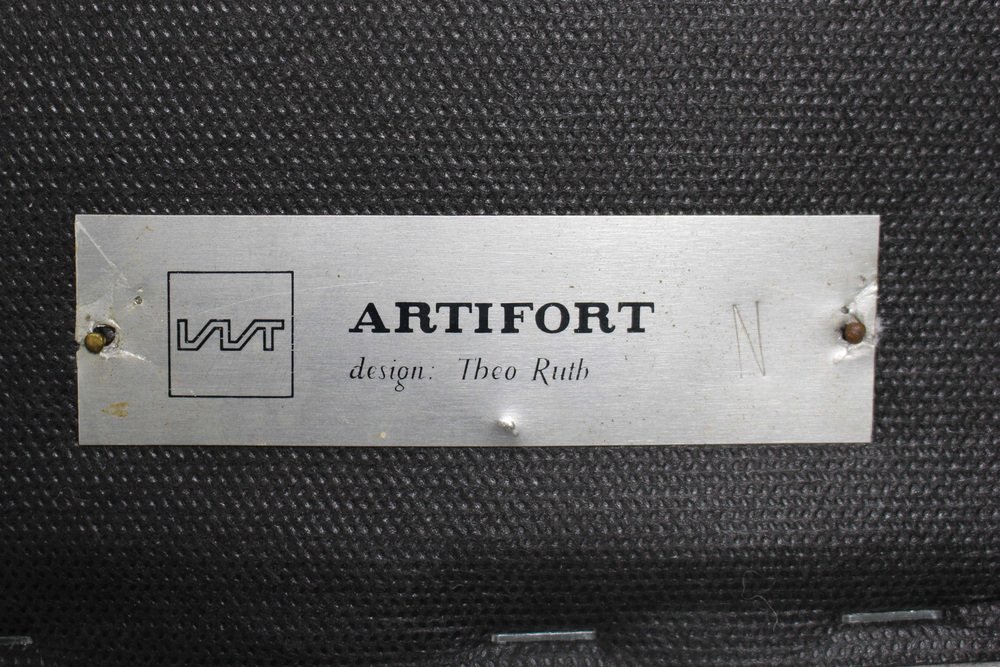 ARTIFORT
design: Theo Ruth
N